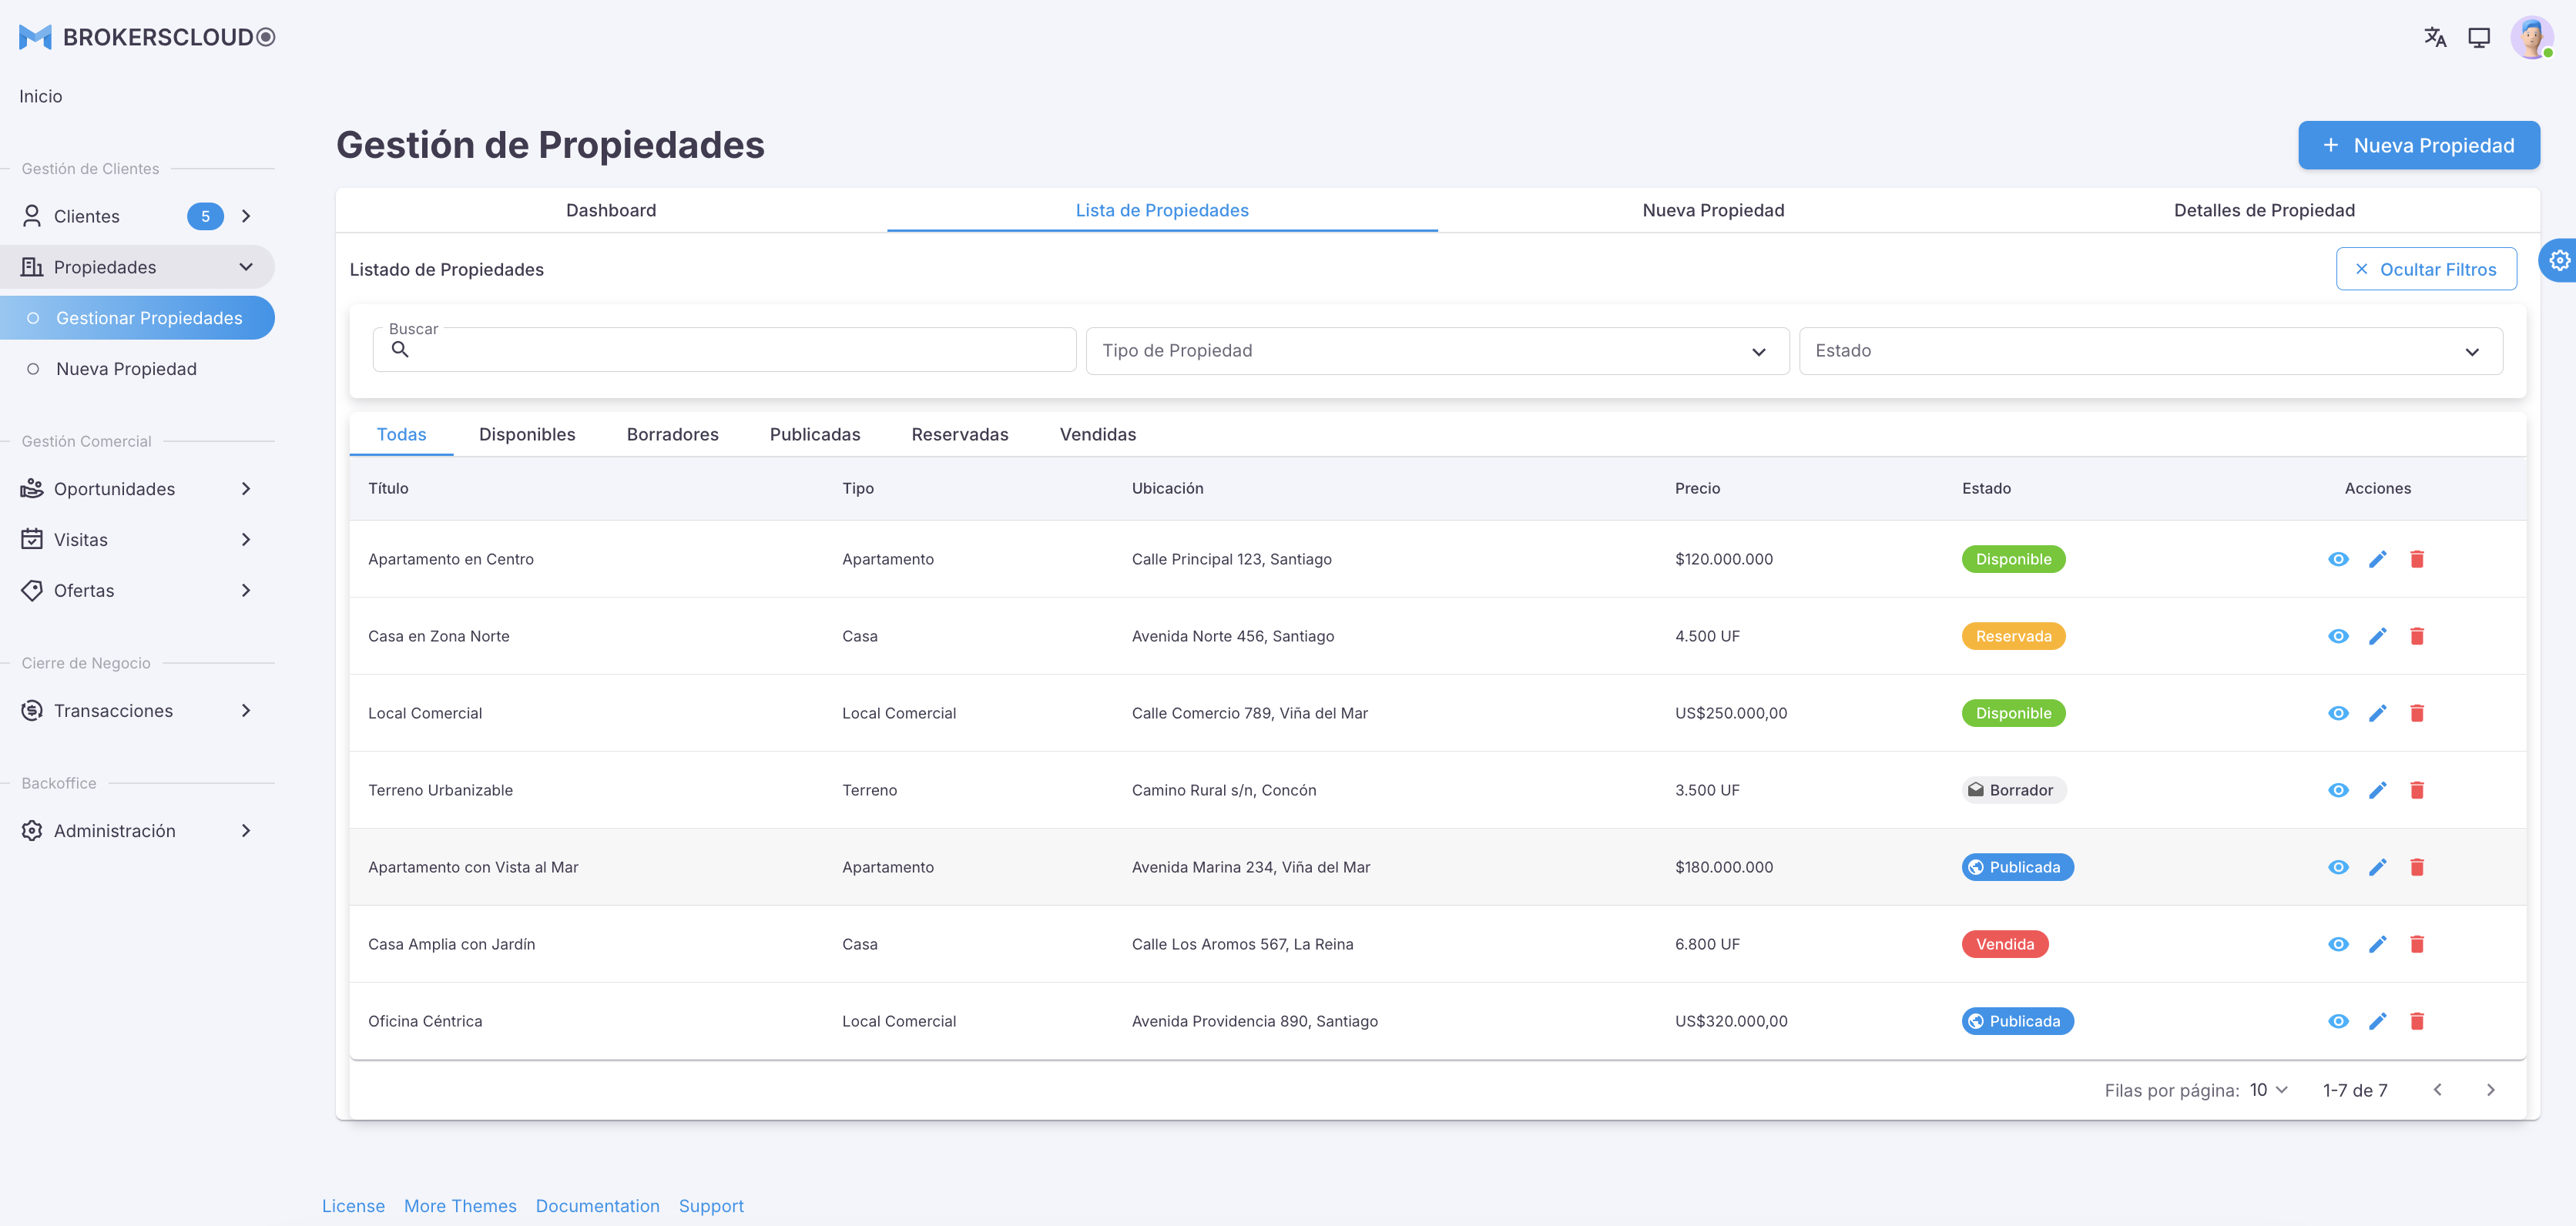 BROKERSCLOUD
Inicio
Gestión de Clientes
Clientes 5
Propiedades
Gestionar Propiedades
Nueva Propiedad
Gestión Comercial
Oportunidades
Visitas
Ofertas
Cierre de Negocio
Transacciones
Backoffice
Administración
Gestión de Propiedades
Nueva Propiedad
Dashboard Lista de Propiedades Nueva Propiedad Detalles de Propiedad
Listado de Propiedades Ocultar Filtros
Buscar
Tipo de Propiedad Estado
Todas Disponibles Borradores Publicadas Reservadas Vendidas
Título Tipo Ubicación Precio Estado Acciones
Apartamento en Centro Apartamento Calle Principal 123, Santiago $120.000.000 Disponible
Casa en Zona Norte Casa Avenida Norte 456, Santiago 4.500 UF Reservada
Local Comercial Local Comercial Calle Comercio 789, Viña del Mar US$250.000,00 Disponible
Terreno Urbanizable Terreno Camino Rural s/n, Concón 3.500 UF Borrador
Apartamento con Vista al Mar Apartamento Avenida Marina 234, Viña del Mar $180.000.000 Publicada
Casa Amplia con Jardín Casa Calle Los Aromos 567, La Reina 6.800 UF Vendida
Oficina Céntrica Local Comercial Avenida Providencia 890, Santiago US$320.000,00 Publicada
Filas por página: 10 1-7 de 7
License More Themes Documentation Support